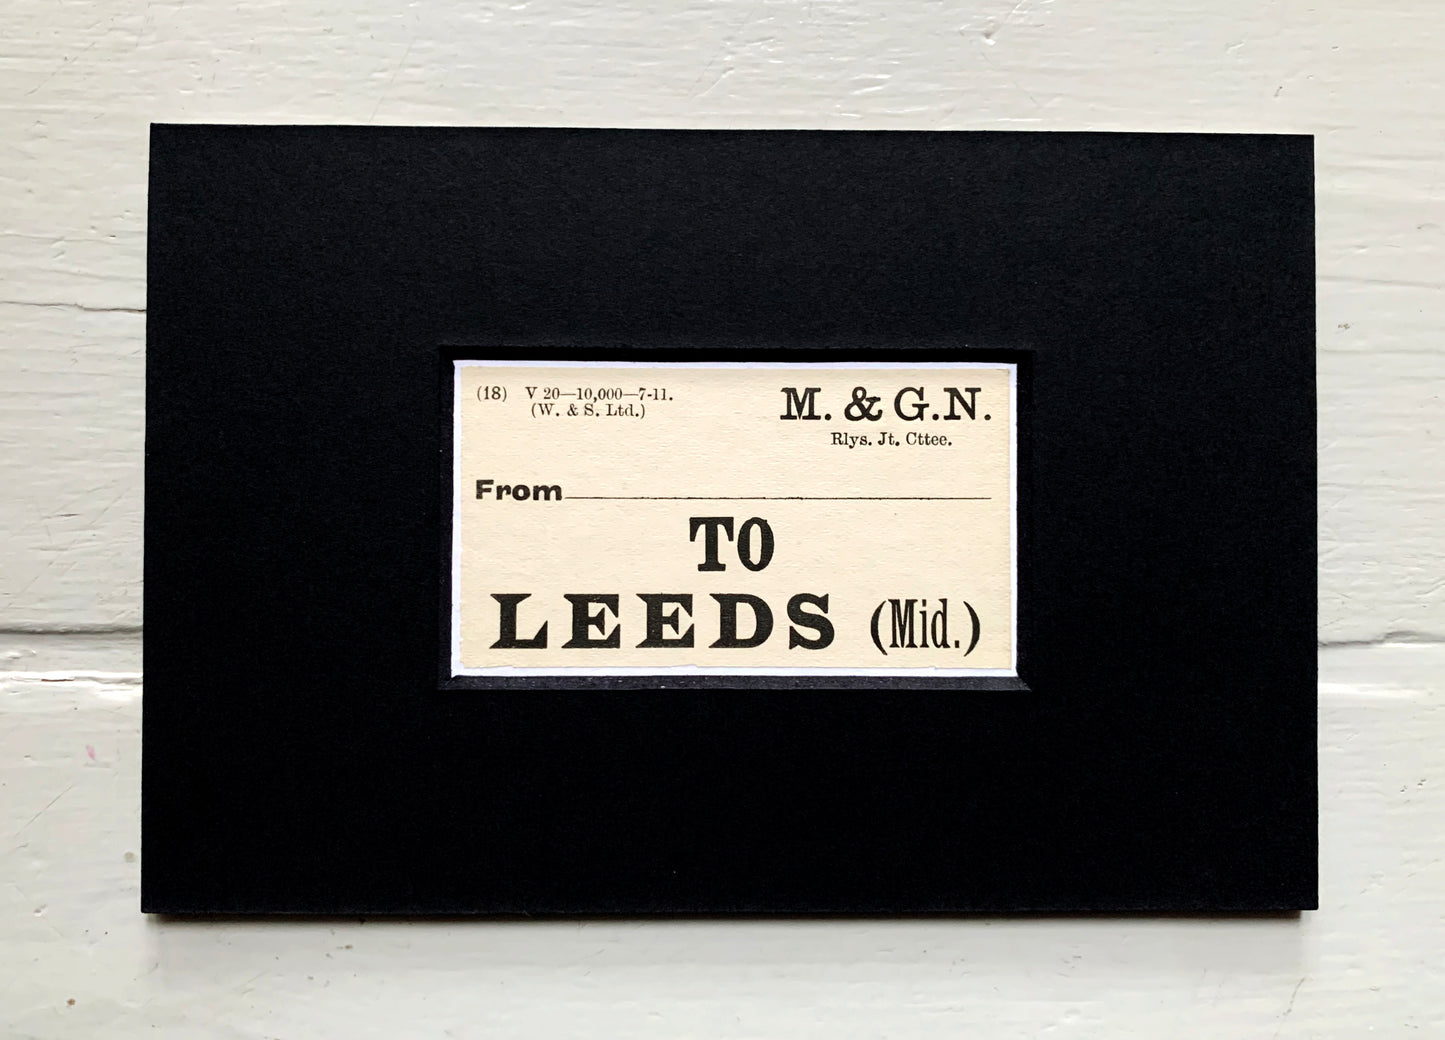 (18) V 20—10,000—7-11.
(W. & S. Ltd.)
M. & G.N.
Rlys. Jt. Cttee.
From
TO
LEEDS (Mid.)